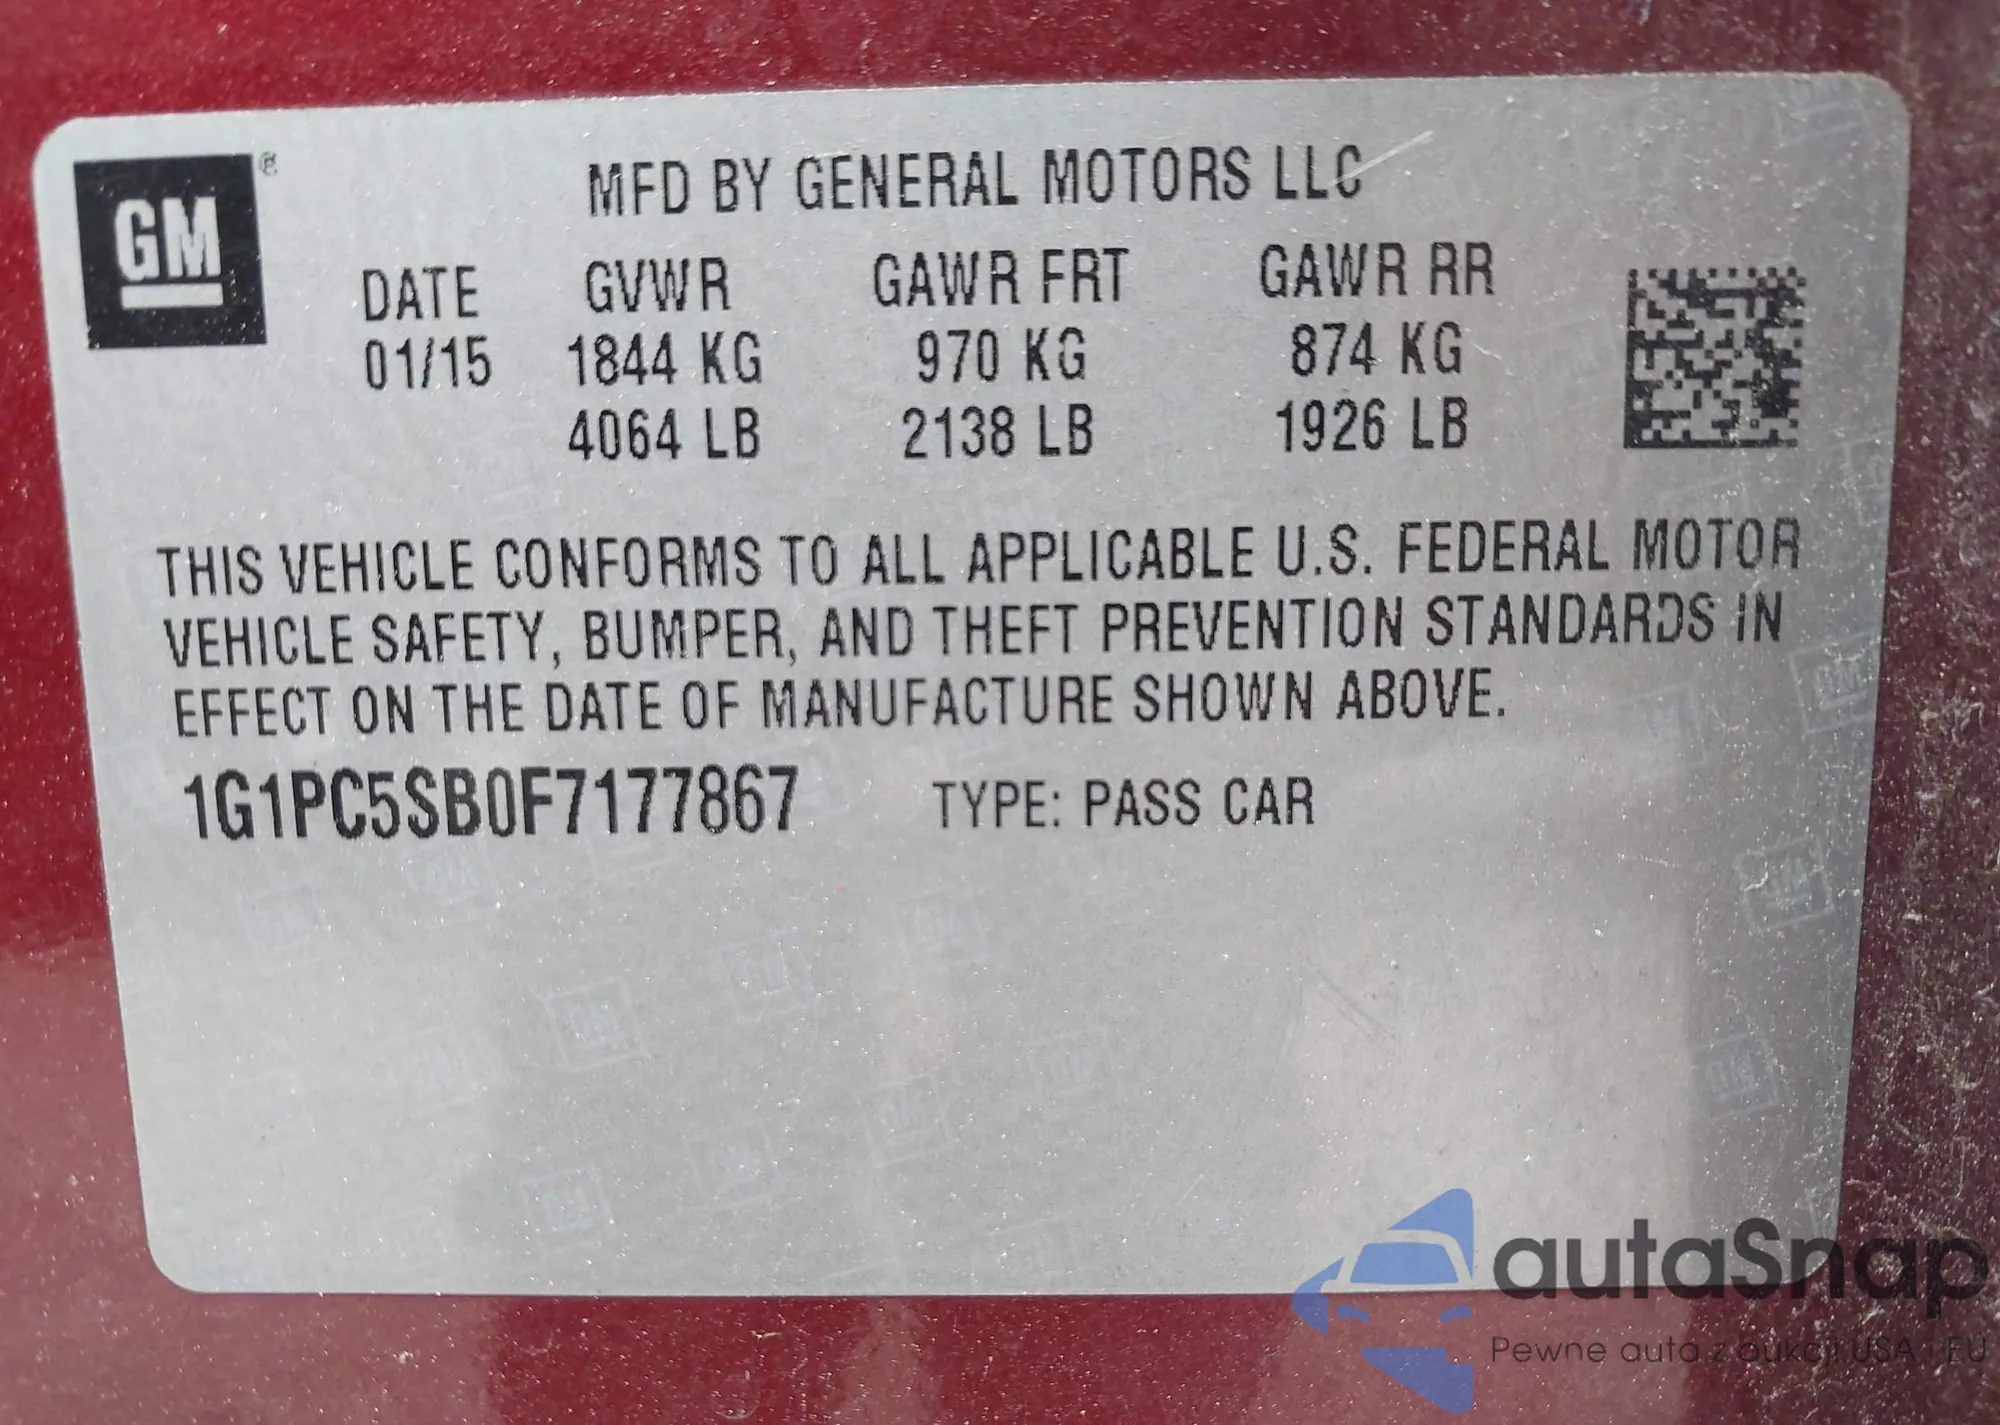 GM®
MFD BY GENERAL MOTORS LLC
DATE GVWR GAWR FRT GAWR RR
01/15 1844 KG 970 KG 874 KG
4064 LB 2138 LB 1926 LB
THIS VEHICLE CONFORMS TO ALL APPLICABLE U.S. FEDERAL MOTOR
VEHICLE SAFETY, BUMPER, AND THEFT PREVENTION STANDARDS IN
EFFECT ON THE DATE OF MANUFACTURE SHOWN ABOVE.
1G1PC5SB0F7177867 TYPE: PASS CAR
autaSnap
Pewne auta z aukcji USA i EU